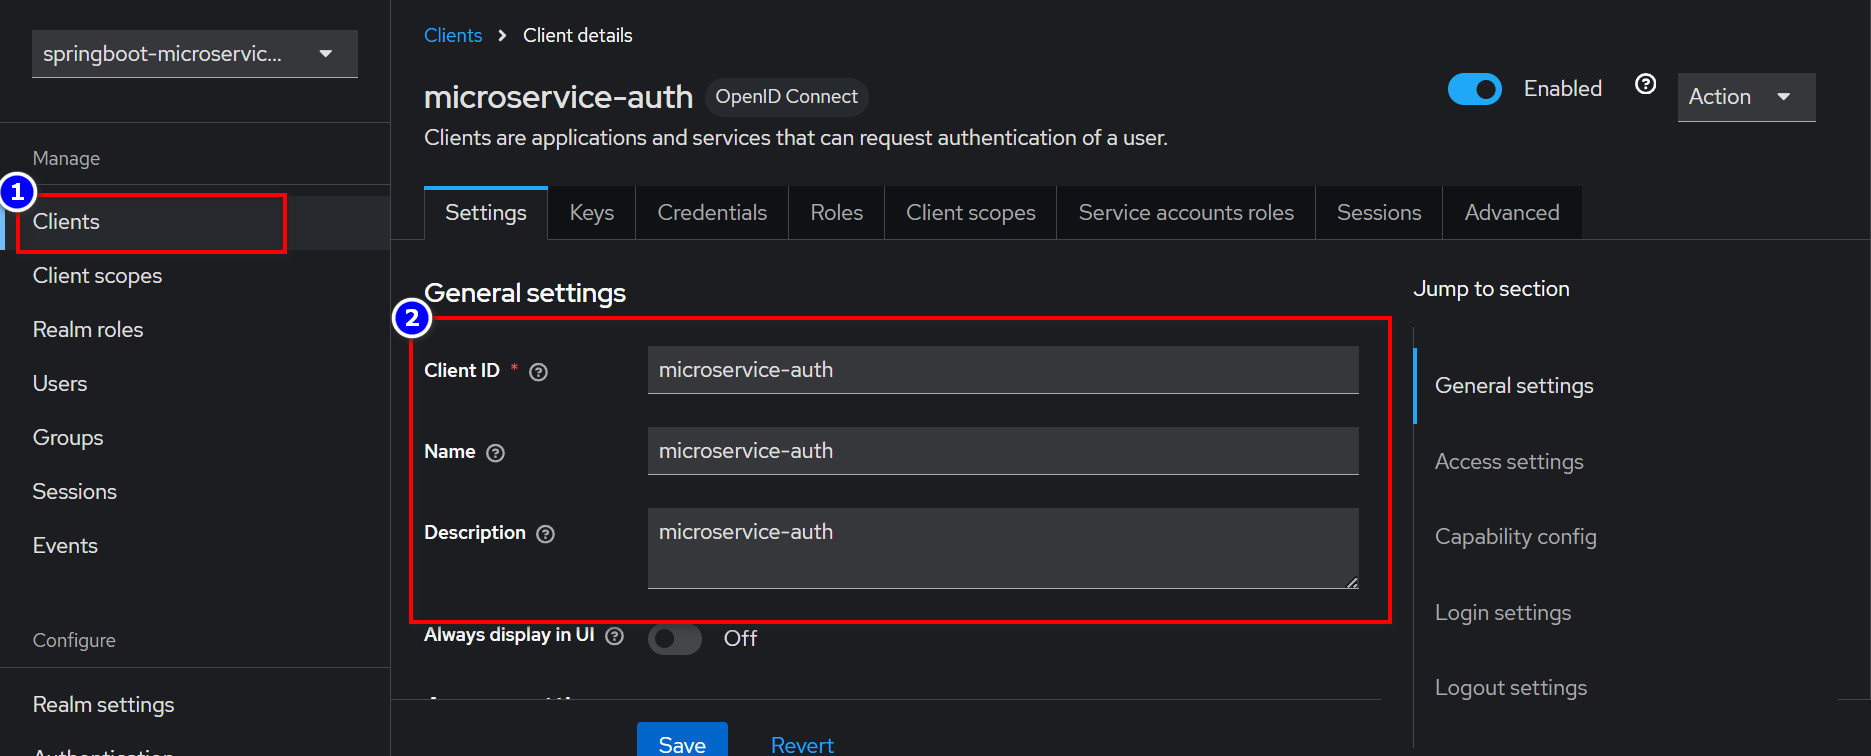 springboot-microservic...
Manage
1
Clients
Client scopes
Realm roles
Users
Groups
Sessions
Events
Configure
Realm settings
Authentication
Clients > Client details
microservice-auth OpenID Connect
Enabled
Action
Clients are applications and services that can request authentication of a user.
Settings Keys Credentials Roles Client scopes Service accounts roles Sessions Advanced
General settings
2
Client ID * microservice-auth
Name microservice-auth
Description microservice-auth
Always display in UI Off
Save Revert
Jump to section
General settings
Access settings
Capability config
Login settings
Logout settings